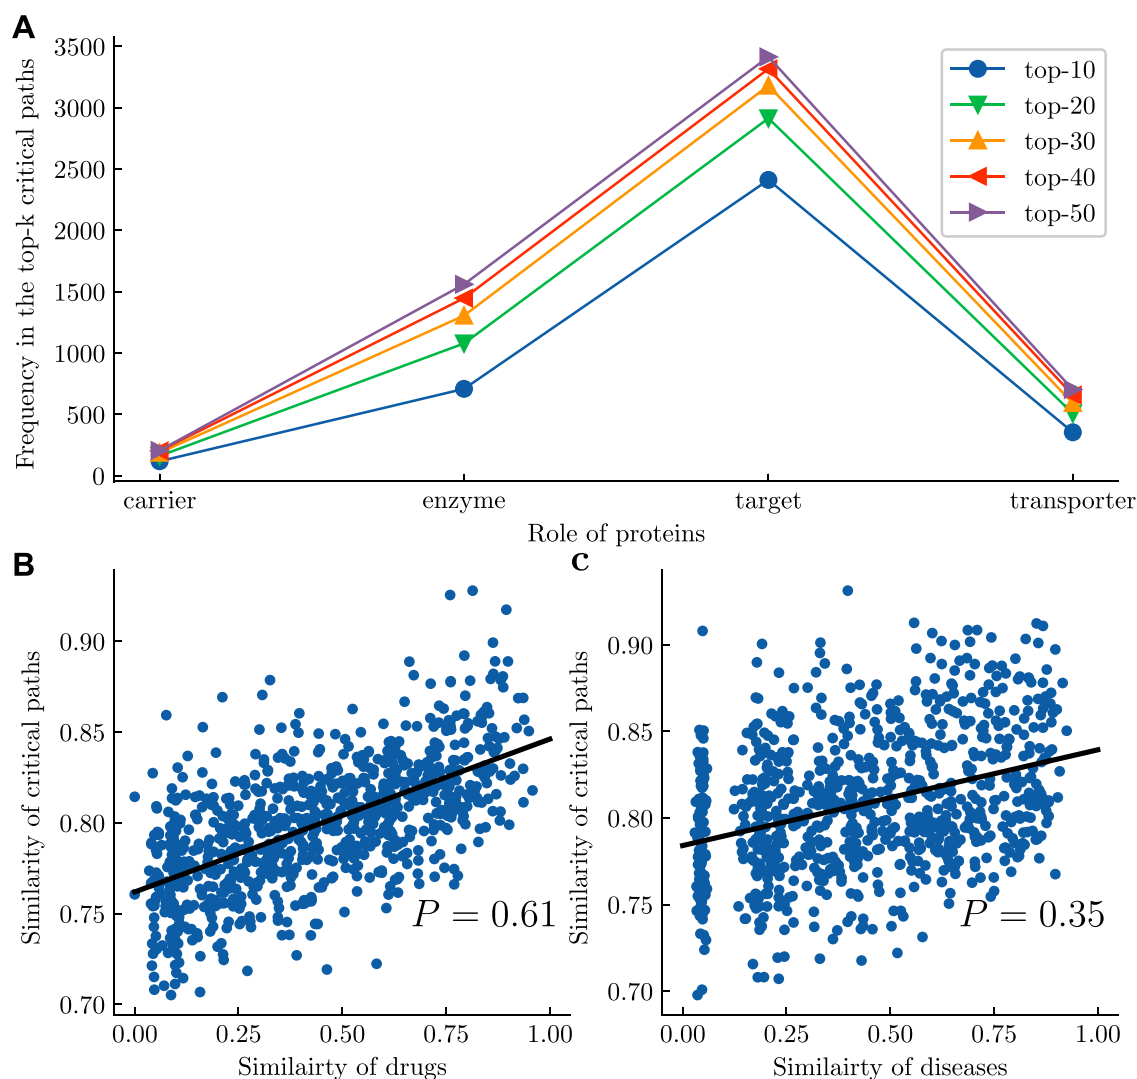 A
Frequency in the top-k critical paths
3500
3000
2500
2000
1500
1000
500
0
top-10
top-20
top-30
top-40
top-50
carrier enzyme target transporter
Role of proteins
B
Similarity of critical paths
0.90
0.85
0.80
0.75
0.70
P = 0.61
0.00 0.25 0.50 0.75 1.00
Similairty of drugs
C
Similarity of critical paths
0.90
0.85
0.80
0.75
0.70
P = 0.35
0.00 0.25 0.50 0.75 1.00
Similairty of diseases